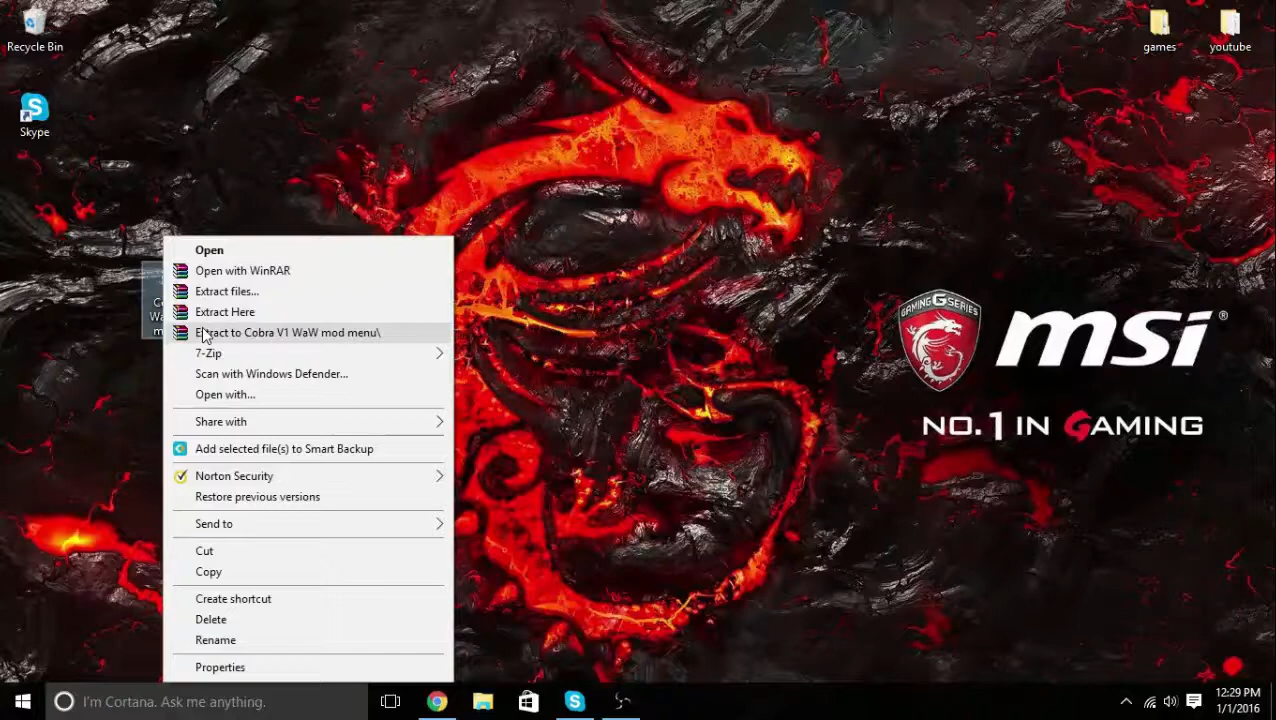 Recycle Bin
Skype
games
youtube
Open
Open with WinRAR
Extract files...
Extract Here
Extract to Cobra V1 WaW mod menu\
7-Zip
Scan with Windows Defender...
Open with...
Share with
Add selected file(s) to Smart Backup
Norton Security
Restore previous versions
Send to
Cut
Copy
Create shortcut
Delete
Rename
Properties
GAMING G SERIES
msi®
NO.1 IN GAMING
I'm Cortana. Ask me anything.
12:29 PM
1/1/2016